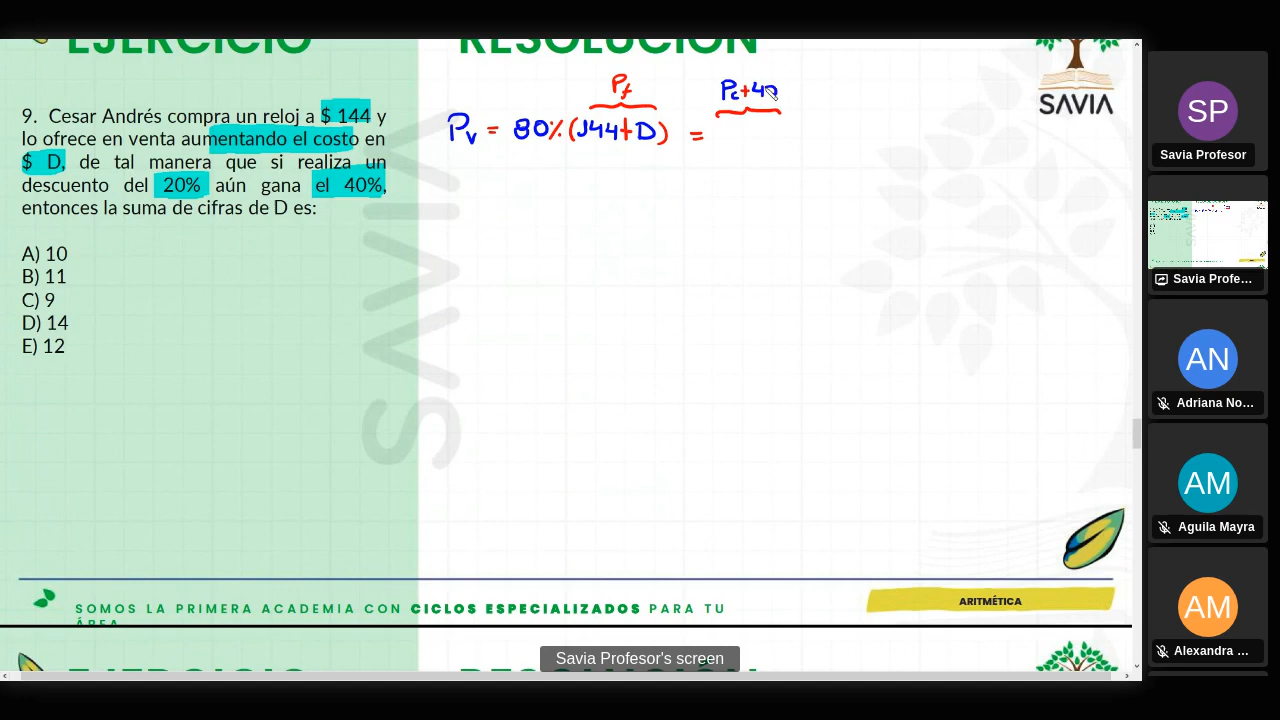 EJERCICIO
RESOLUCIÓN
SAVIA
9. Cesar Andrés compra un reloj a $ 144 y
lo ofrece en venta aumentando el costo en
$ D, de tal manera que si realiza un
descuento del 20% aún gana el 40%,
entonces la suma de cifras de D es:
A) 10
B) 11
C) 9
D) 14
E) 12
Pf
Pc+40
Pv = 80%(144+D) =
SAVIA
SOMOS LA PRIMERA ACADEMIA CON CICLOS ESPECIALIZADOS PARA TU
ÁREA
ARITMÉTICA
EJERCICIO
RESOLUCIÓN
Savia Profesor's screen
SP
Savia Profesor
Savia Profe...
AN
Adriana No...
AM
Aguila Mayra
AM
Alexandra ...